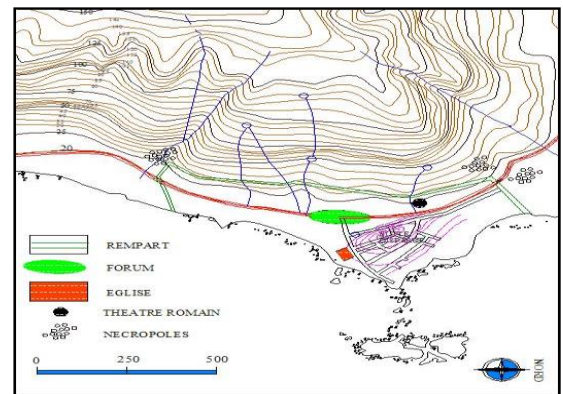 150
125
100
75
50
25
20
REMPART
FORUM
EGLISE
THEATRE ROMAIN
NECROPOLES
0 250 500
NORD